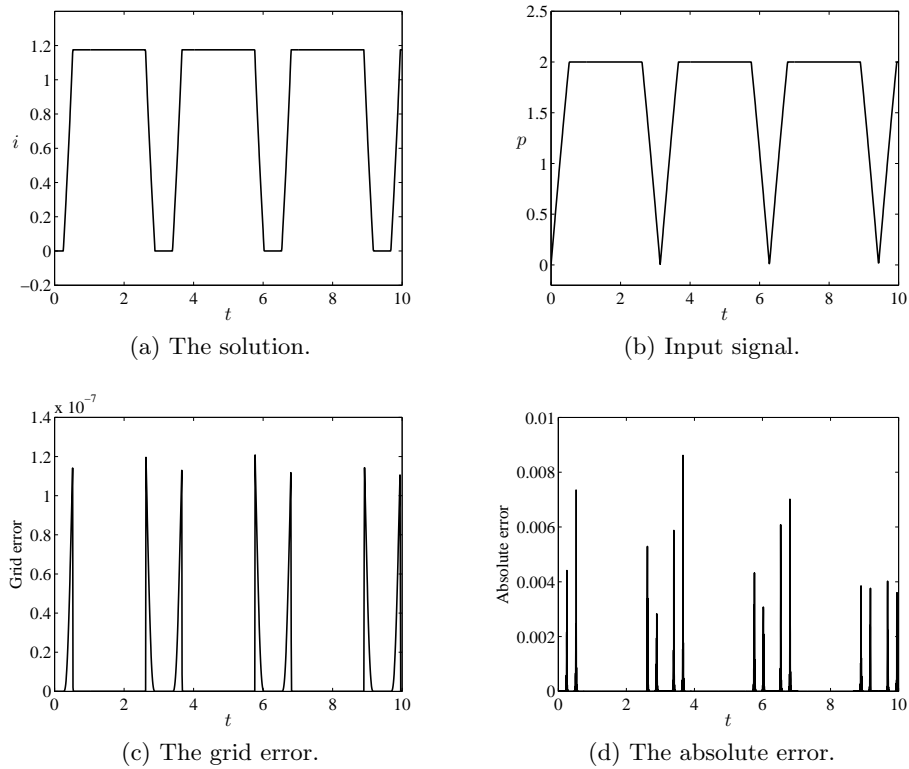 1.2
1
0.8
0.6
0.4
0.2
0
−0.2
i
0 2 4 6 8 10
t
(a) The solution.
2.5
2
1.5
1
0.5
0
p
0 2 4 6 8 10
t
(b) Input signal.
x 10⁻⁷
1.4
1.2
1
0.8
0.6
0.4
0.2
0
Grid error
0 2 4 6 8 10
t
(c) The grid error.
0.01
0.008
0.006
0.004
0.002
0
Absolute error
0 2 4 6 8 10
t
(d) The absolute error.